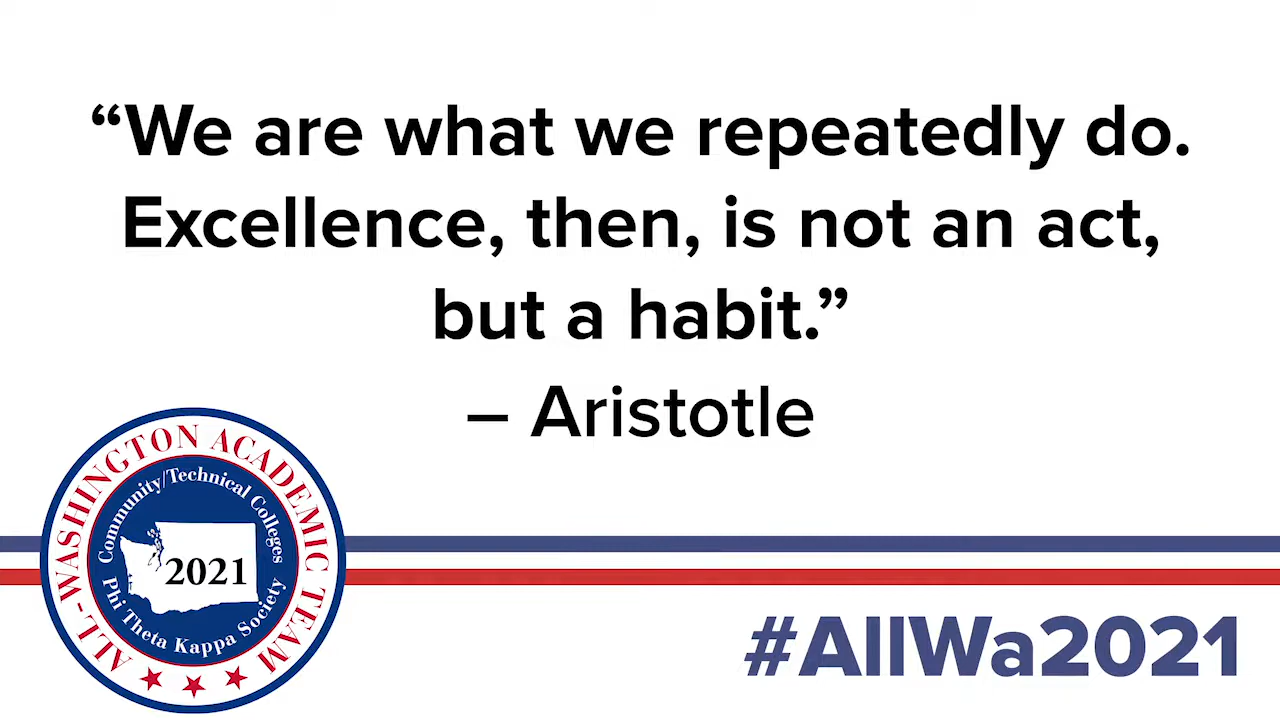 “We are what we repeatedly do.
Excellence, then, is not an act,
but a habit.”
– Aristotle
ALL-WASHINGTON ACADEMIC TEAM
Community/Technical Colleges
2021
Phi Theta Kappa Society
#AllWa2021